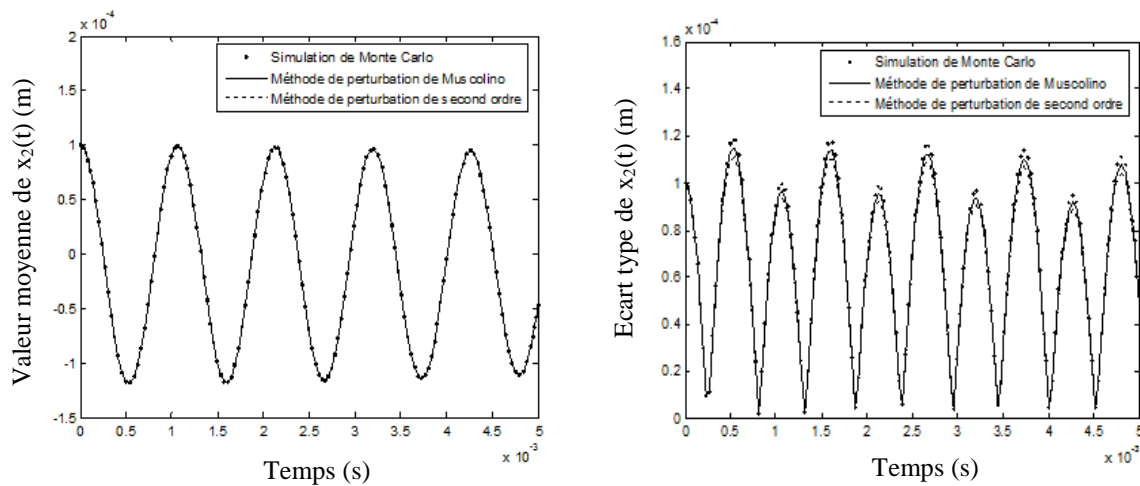 x 10⁻⁴
2
1.5
1
0.5
0
-0.5
-1
-1.5
Valeur moyenne de x₂(t) (m)
Simulation de Monte Carlo
Méthode de perturbation de Muscolino
Méthode de perturbation de second ordre
0 0.5 1 1.5 2 2.5 3 3.5 4 4.5 5
x 10⁻³
Temps (s)
x 10⁻⁴
1.6
1.4
1.2
1
0.8
0.6
0.4
0.2
0
Ecart type de x₂(t) (m)
Simulation de Monte Carlo
Méthode de perturbation de Muscolino
Méthode de perturbation de second ordre
0 0.5 1 1.5 2 2.5 3 3.5 4 4.5 5
x 10⁻³
Temps (s)